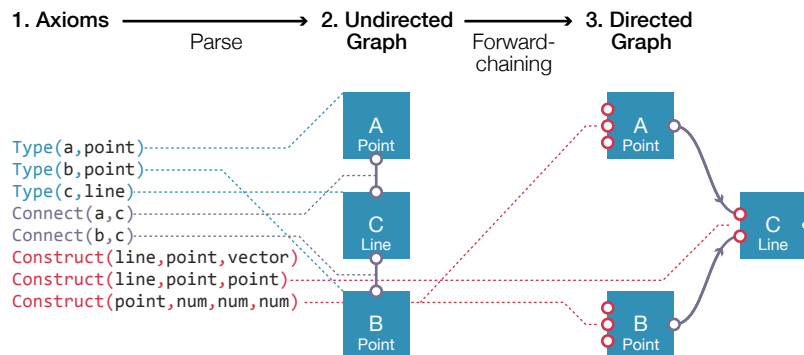 1. Axioms
Parse
2. Undirected
Graph
Forward-
chaining
3. Directed
Graph
Type(a,point)
Type(b,point)
Type(c,line)
Connect(a,c)
Connect(b,c)
Construct(line,point,vector)
Construct(line,point,point)
Construct(point,num,num,num)
A
Point
C
Line
B
Point
A
Point
C
Line
B
Point